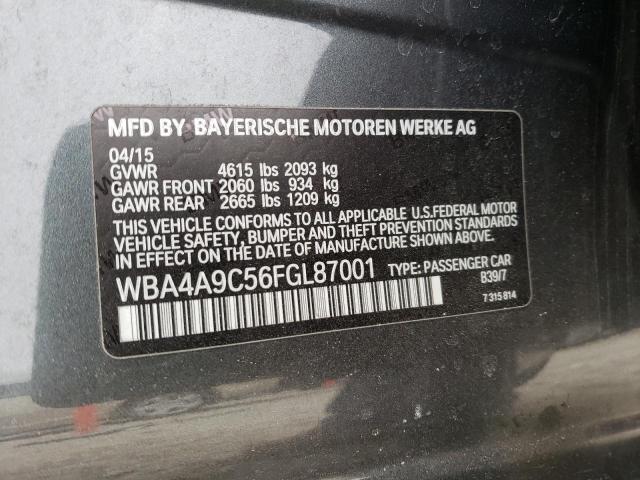 MFD BY BAYERISCHE MOTOREN WERKE AG
04/15
GVWR 4615 lbs 2093 kg
GAWR FRONT 2060 lbs 934 kg
GAWR REAR 2665 lbs 1209 kg
THIS VEHICLE CONFORMS TO ALL APPLICABLE U.S.FEDERAL MOTOR
VEHICLE SAFETY, BUMPER AND THEFT PREVENTION STANDARDS
IN EFFECT ON THE DATE OF MANUFACTURE SHOWN ABOVE.
WBA4A9C56FGL87001 TYPE: PASSENGER CAR
B39/7
7 315 814